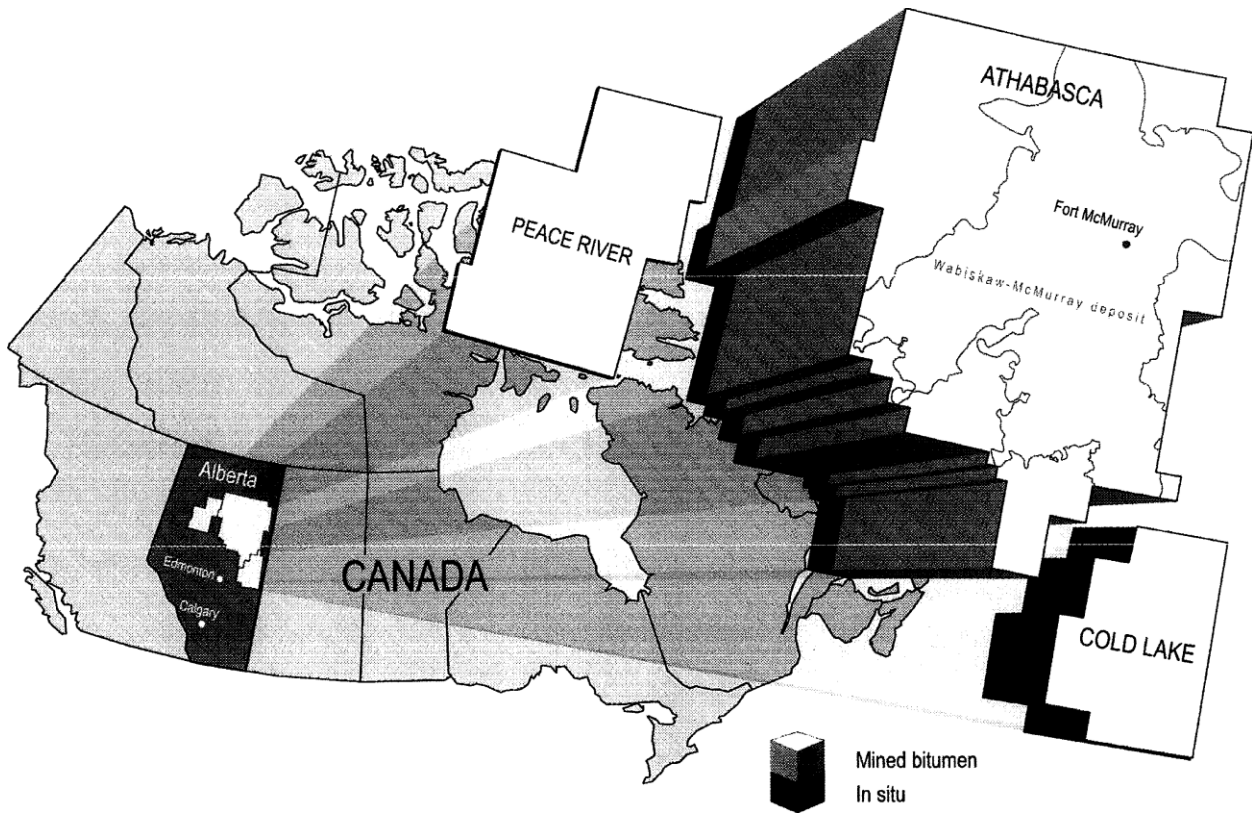 ATHABASCA
PEACE RIVER
Fort McMurray
Wabiskaw-McMurray deposit
Alberta
Edmonton
CANADA
Calgary
COLD LAKE
Mined bitumen
In situ